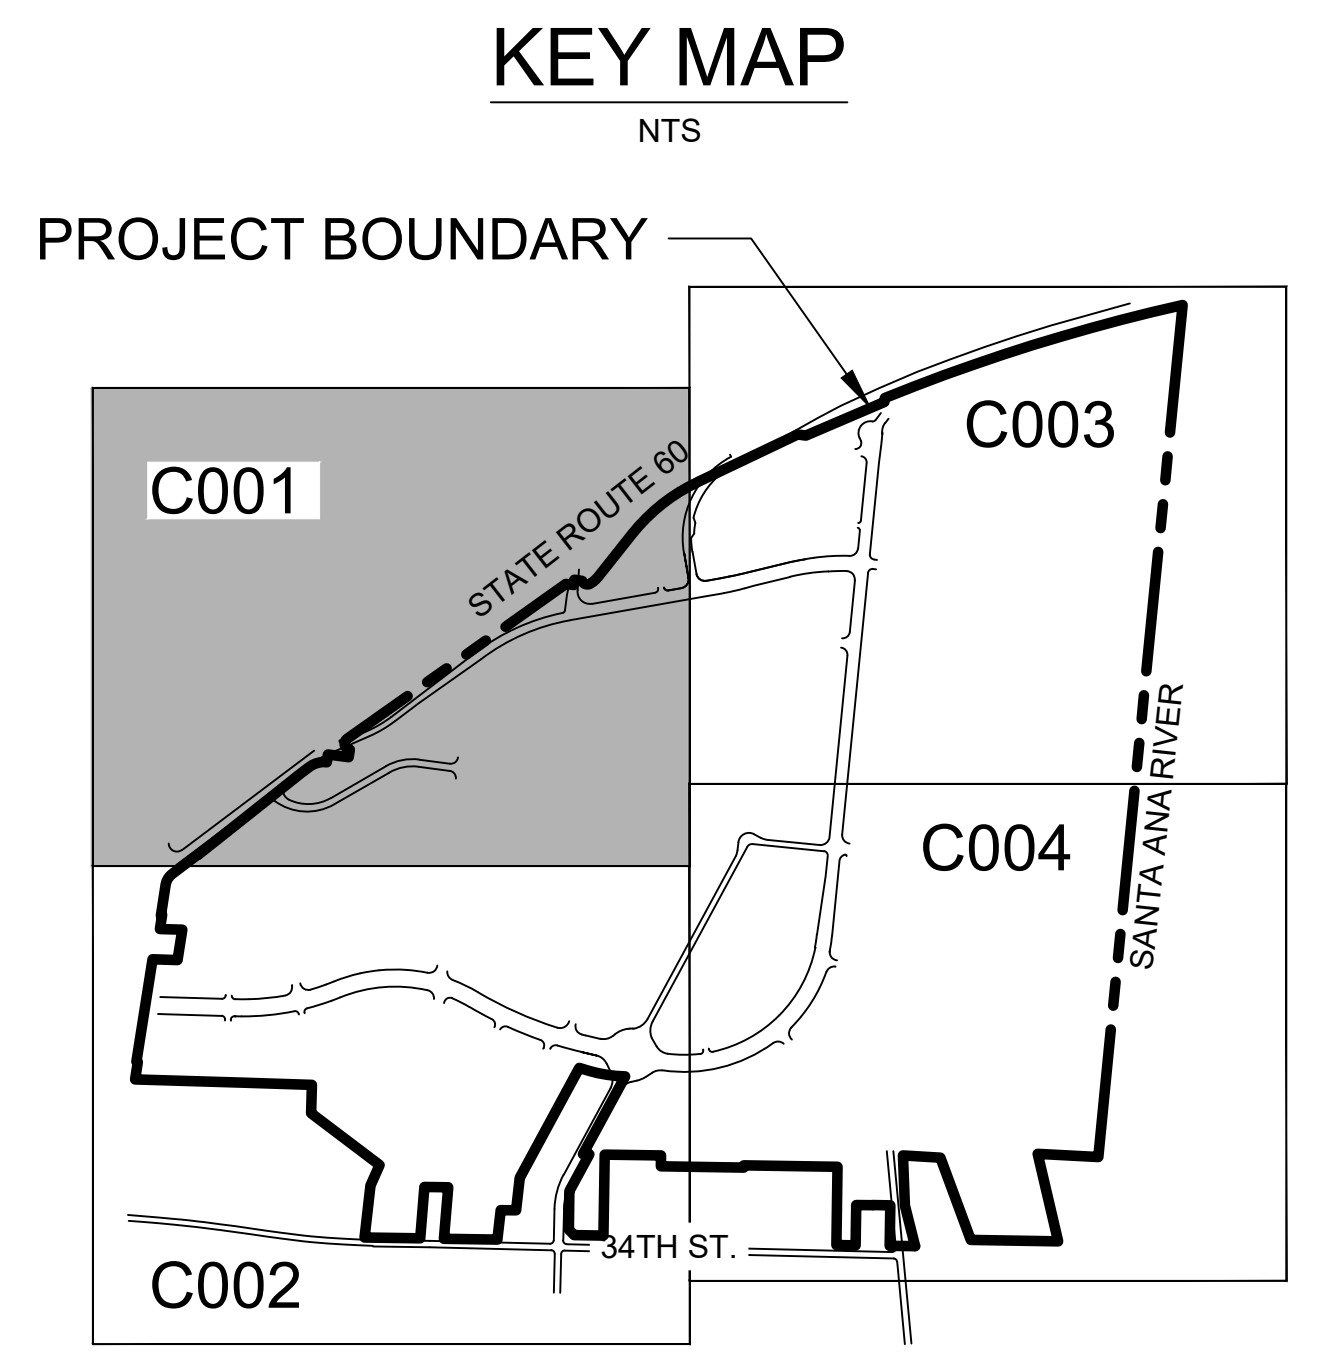 KEY MAP
NTS
PROJECT BOUNDARY
C003
C001
STATE ROUTE 60
SANTA ANA RIVER
C004
34TH ST.
C002